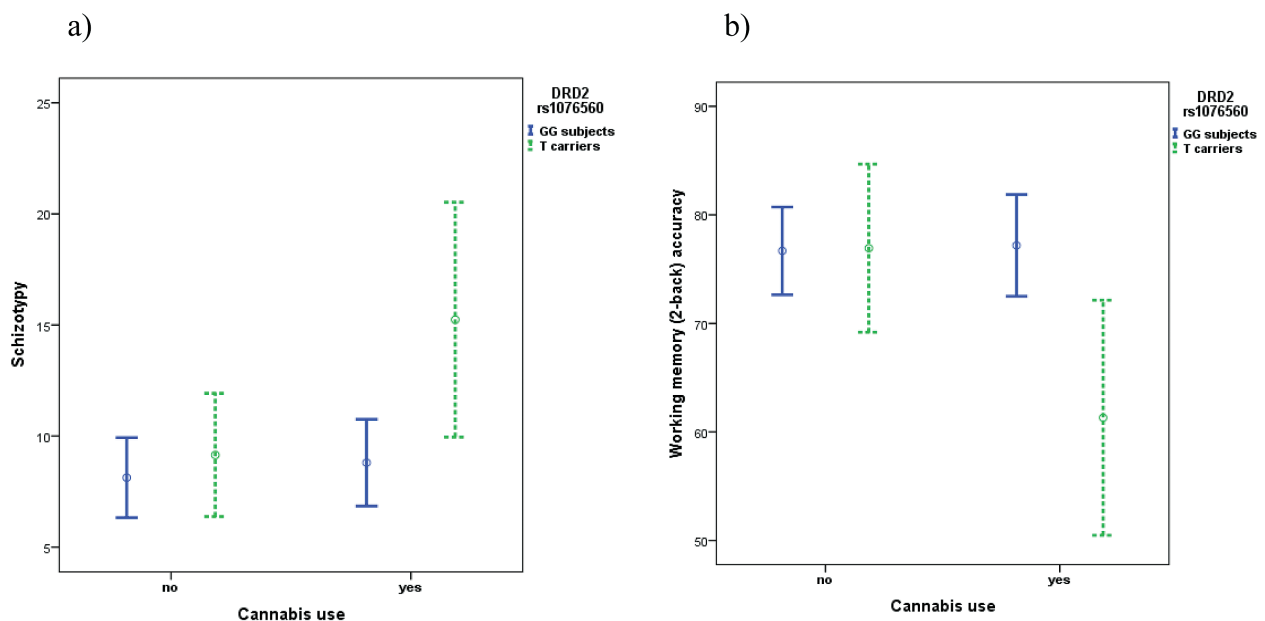 a)
25
20
15
10
5
Schizotypy
no
yes
Cannabis use
DRD2
rs1076560
GG subjects
T carriers
b)
90
80
70
60
50
Working memory (2-back) accuracy
no
yes
Cannabis use
DRD2
rs1076560
GG subjects
T carriers